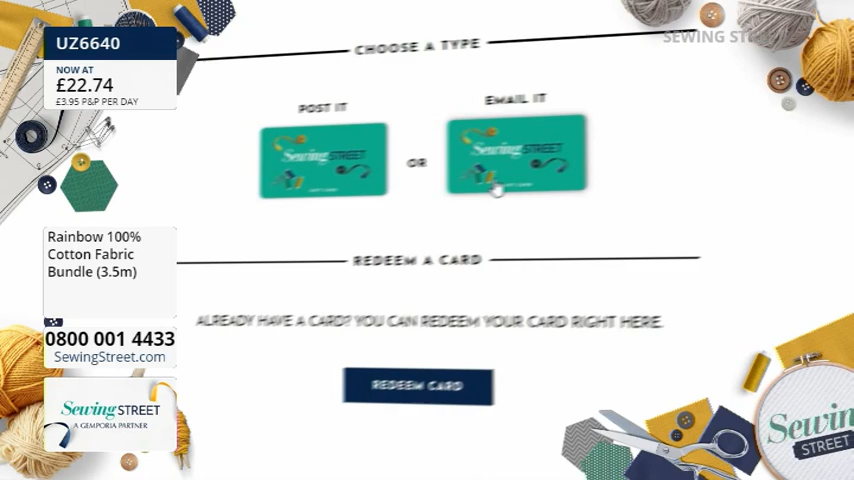 UZ6640
NOW AT
£22.74
£3.95 P&P PER DAY
Rainbow 100%
Cotton Fabric
Bundle (3.5m)
0800 001 4433
SewingStreet.com
Sewing STREET
A GEMPORIA PARTNER
CHOOSE A TYPE
POST IT
EMAIL IT
Sewing STREET
OR
Sewing STREET
REDEEM A CARD
ALREADY HAVE A CARD? YOU CAN REDEEM YOUR CARD RIGHT HERE.
REDEEM CARD
SEWING ST
Sewin
STREET